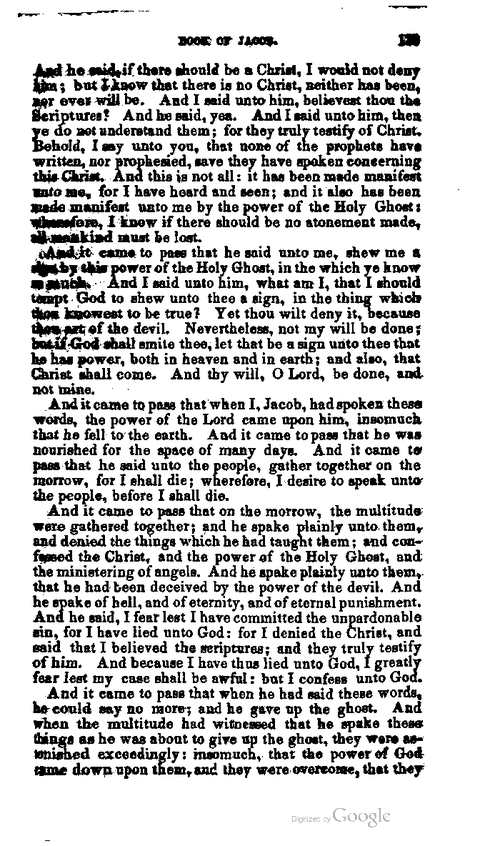 BOOK OF JACOB.
And he said, if there should be a Christ, I would not deny
him; but I know that there is no Christ, neither has been,
nor ever will be. And I said unto him, believest thou the
Scriptures? And he said, yea. And I said unto him, then
ye do not understand them; for they truly testify of Christ.
Behold, I say unto you, that none of the prophets have
written, nor prophesied, save they have spoken concerning
this Christ. And this is not all: it has been made manifest
unto me, for I have heard and seen; and it also has been
made manifest unto me by the power of the Holy Ghost:
wherefore, I know if there should be no atonement made,
all mankind must be lost.
And it came to pass that he said unto me, shew me a
sign by this power of the Holy Ghost, in the which ye know
so much. And I said unto him, what am I, that I should
tempt God to shew unto thee a sign, in the thing which
thou knowest to be true? Yet thou wilt deny it, because
thou art of the devil. Nevertheless, not my will be done;
but if God shall smite thee, let that be a sign unto thee that
he has power, both in heaven and in earth; and also, that
Christ shall come. And thy will, O Lord, be done, and
not mine.
And it came to pass that when I, Jacob, had spoken these
words, the power of the Lord came upon him, insomuch
that he fell to the earth. And it came to pass that he was
nourished for the space of many days. And it came to
pass that he said unto the people, gather together on the
morrow, for I shall die; wherefore, I desire to speak unto
the people, before I shall die.
And it came to pass that on the morrow, the multitude
were gathered together; and he spake plainly unto them,
and denied the things which he had taught them; and con-
fessed the Christ, and the power of the Holy Ghost, and
the ministering of angels. And he spake plainly unto them,
that he had been deceived by the power of the devil. And
he spake of hell, and of eternity, and of eternal punishment.
And he said, I fear lest I have committed the unpardonable
sin, for I have lied unto God: for I denied the Christ, and
said that I believed the scriptures; and they truly testify
of him. And because I have thus lied unto God, I greatly
fear lest my case shall be awful: but I confess unto God.
And it came to pass that when he had said these words,
he could say no more; and he gave up the ghost. And
when the multitude had witnessed that he spake these
things as he was about to give up the ghost, they were as-
tonished exceedingly: insomuch, that the power of God
came down upon them, and they were overcome, that they
Digitized by Google